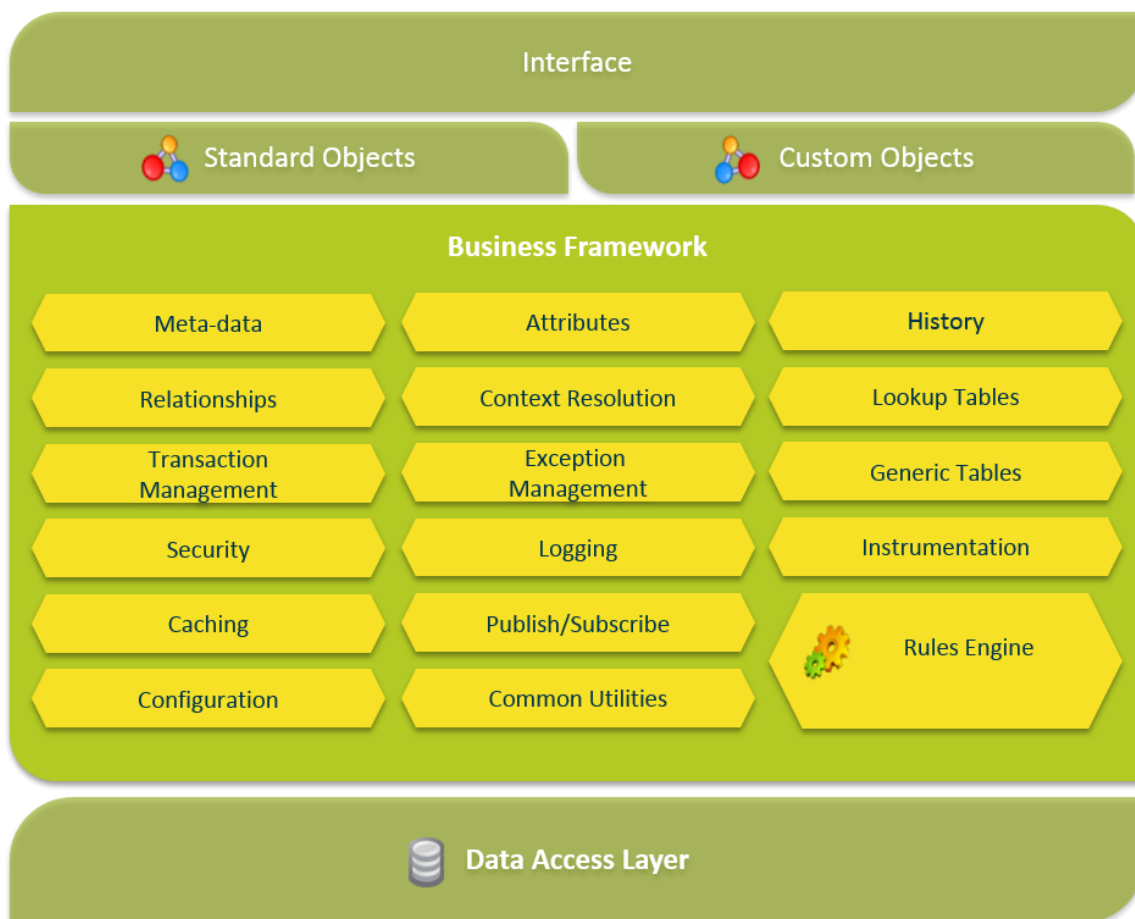 Interface
Standard Objects
Custom Objects
Business Framework
Meta-data
Attributes
History
Relationships
Context Resolution
Lookup Tables
Transaction
Management
Exception
Management
Generic Tables
Security
Logging
Instrumentation
Caching
Publish/Subscribe
Rules Engine
Configuration
Common Utilities
Data Access Layer